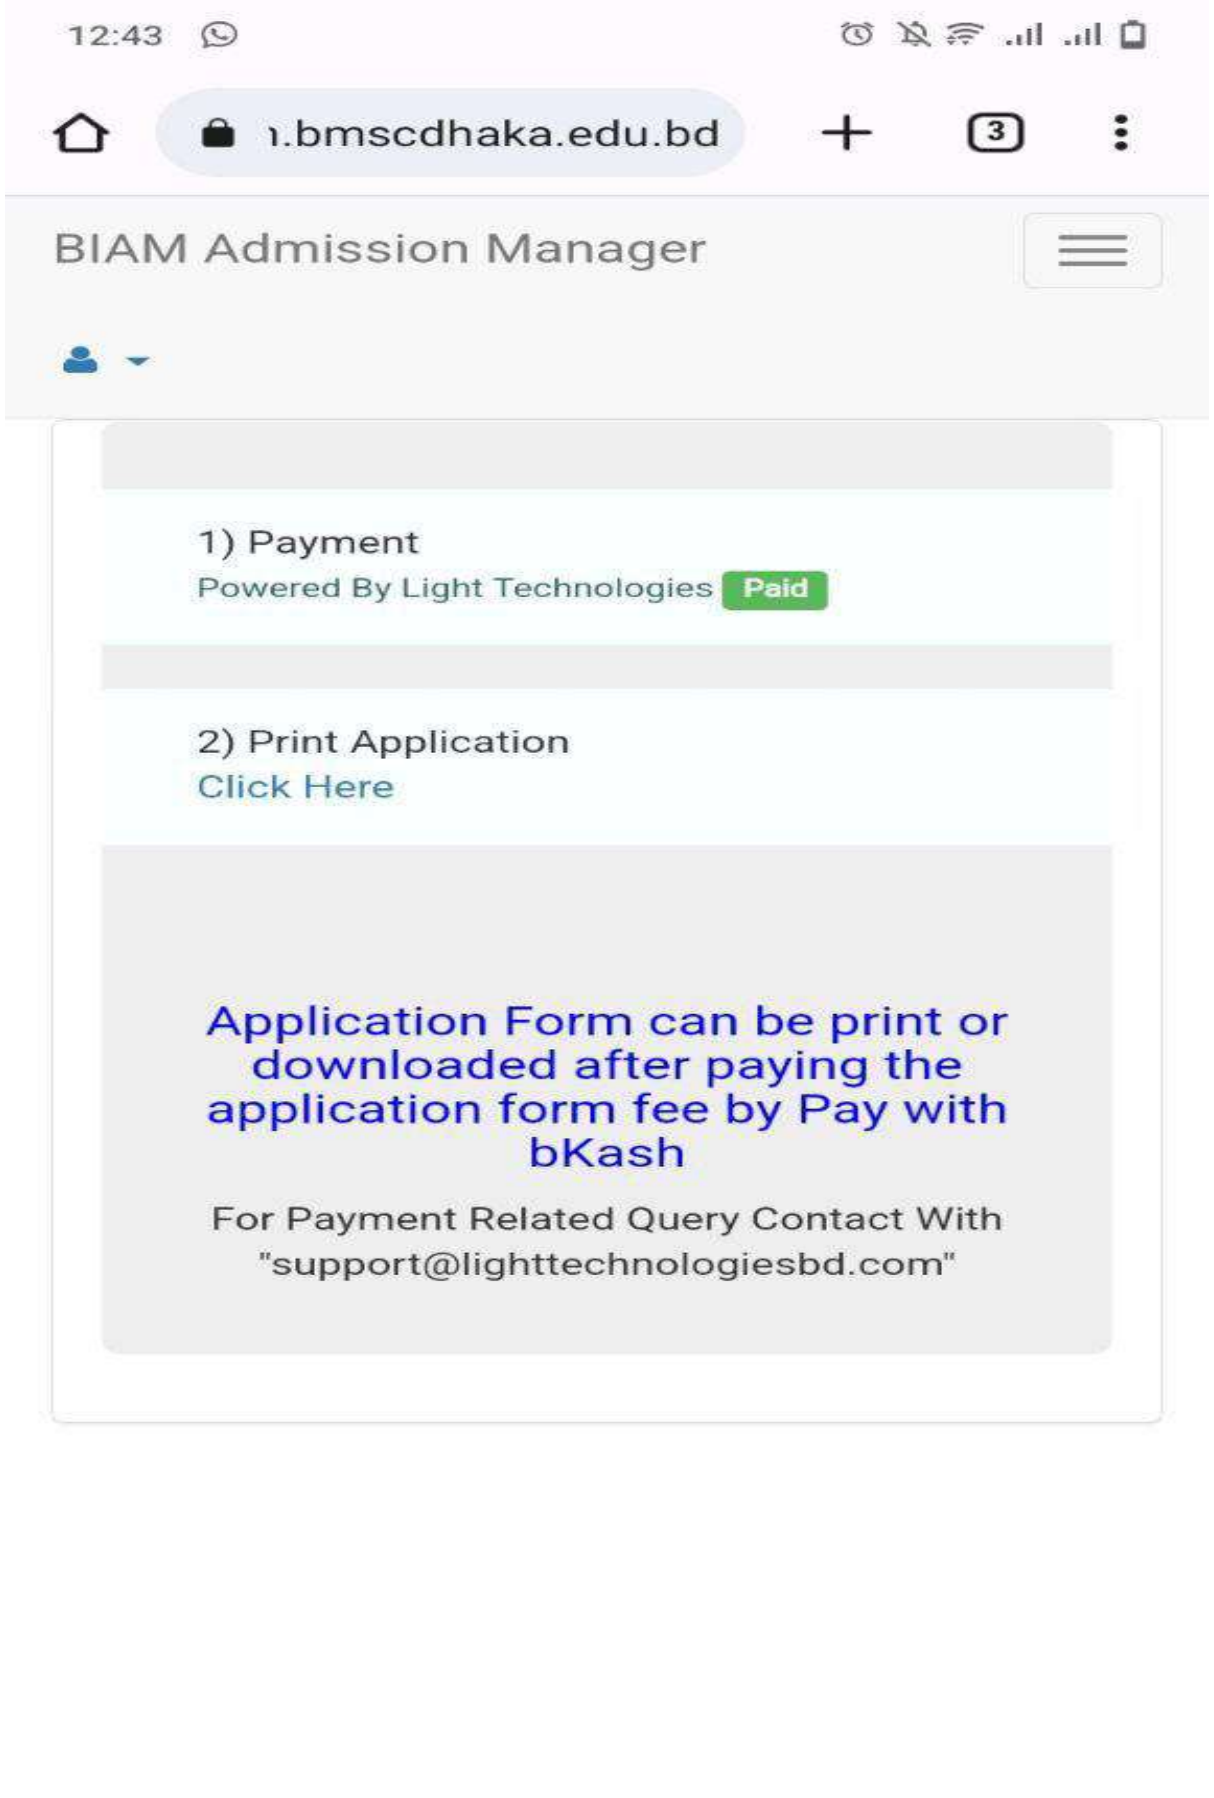 12:43
ı.bmscdhaka.edu.bd
3
BIAM Admission Manager
1) Payment
Powered By Light Technologies Paid
2) Print Application
Click Here
Application Form can be print or
downloaded after paying the
application form fee by Pay with
bKash
For Payment Related Query Contact With
"support@lighttechnologiesbd.com"